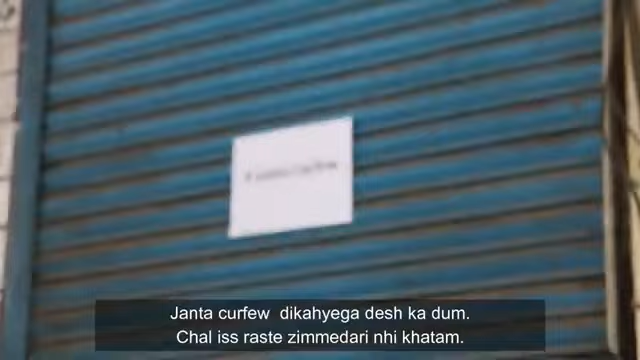 Janta curfew  dikahyega desh ka dum.
Chal iss raste zimmedari nhi khatam.